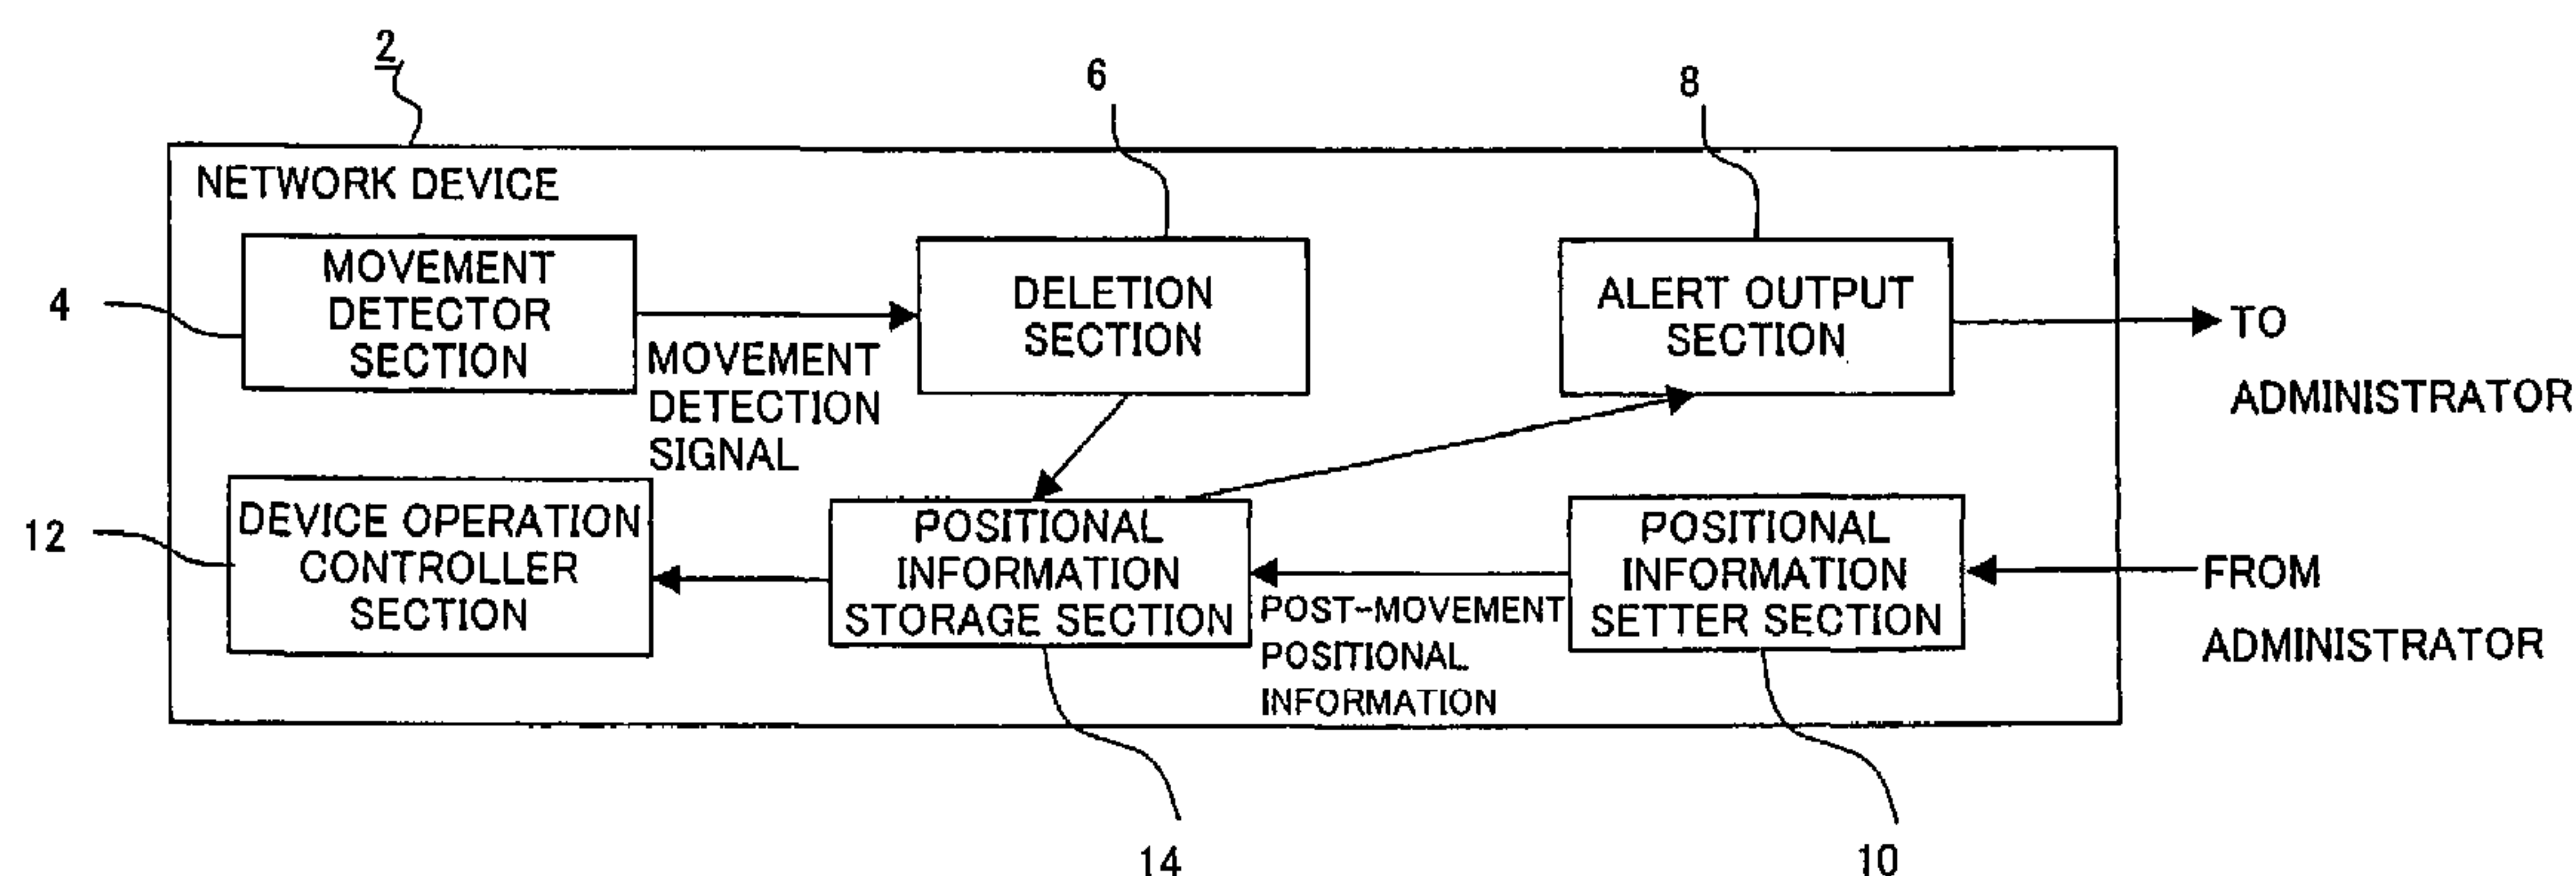 2
6
8
NETWORK DEVICE
4
MOVEMENT
DETECTOR
SECTION
MOVEMENT
DETECTION
SIGNAL
DELETION
SECTION
ALERT OUTPUT
SECTION
TO
ADMINISTRATOR
12
DEVICE OPERATION
CONTROLLER
SECTION
POSITIONAL
INFORMATION
STORAGE SECTION
POST-MOVEMENT
POSITIONAL
INFORMATION
POSITIONAL
INFORMATION
SETTER SECTION
FROM
ADMINISTRATOR
14
10